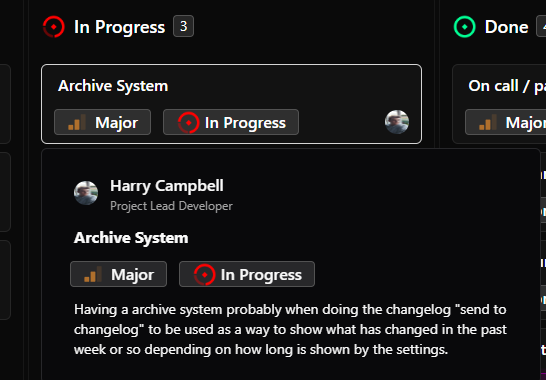 In Progress 3
Done
Archive System
On call / pa
Major In Progress
Major
Harry Campbell
Project Lead Developer
Archive System
Major In Progress
Having a archive system probably when doing the changelog "send to
changelog" to be used as a way to show what has changed in the past
week or so depending on how long is shown by the settings.